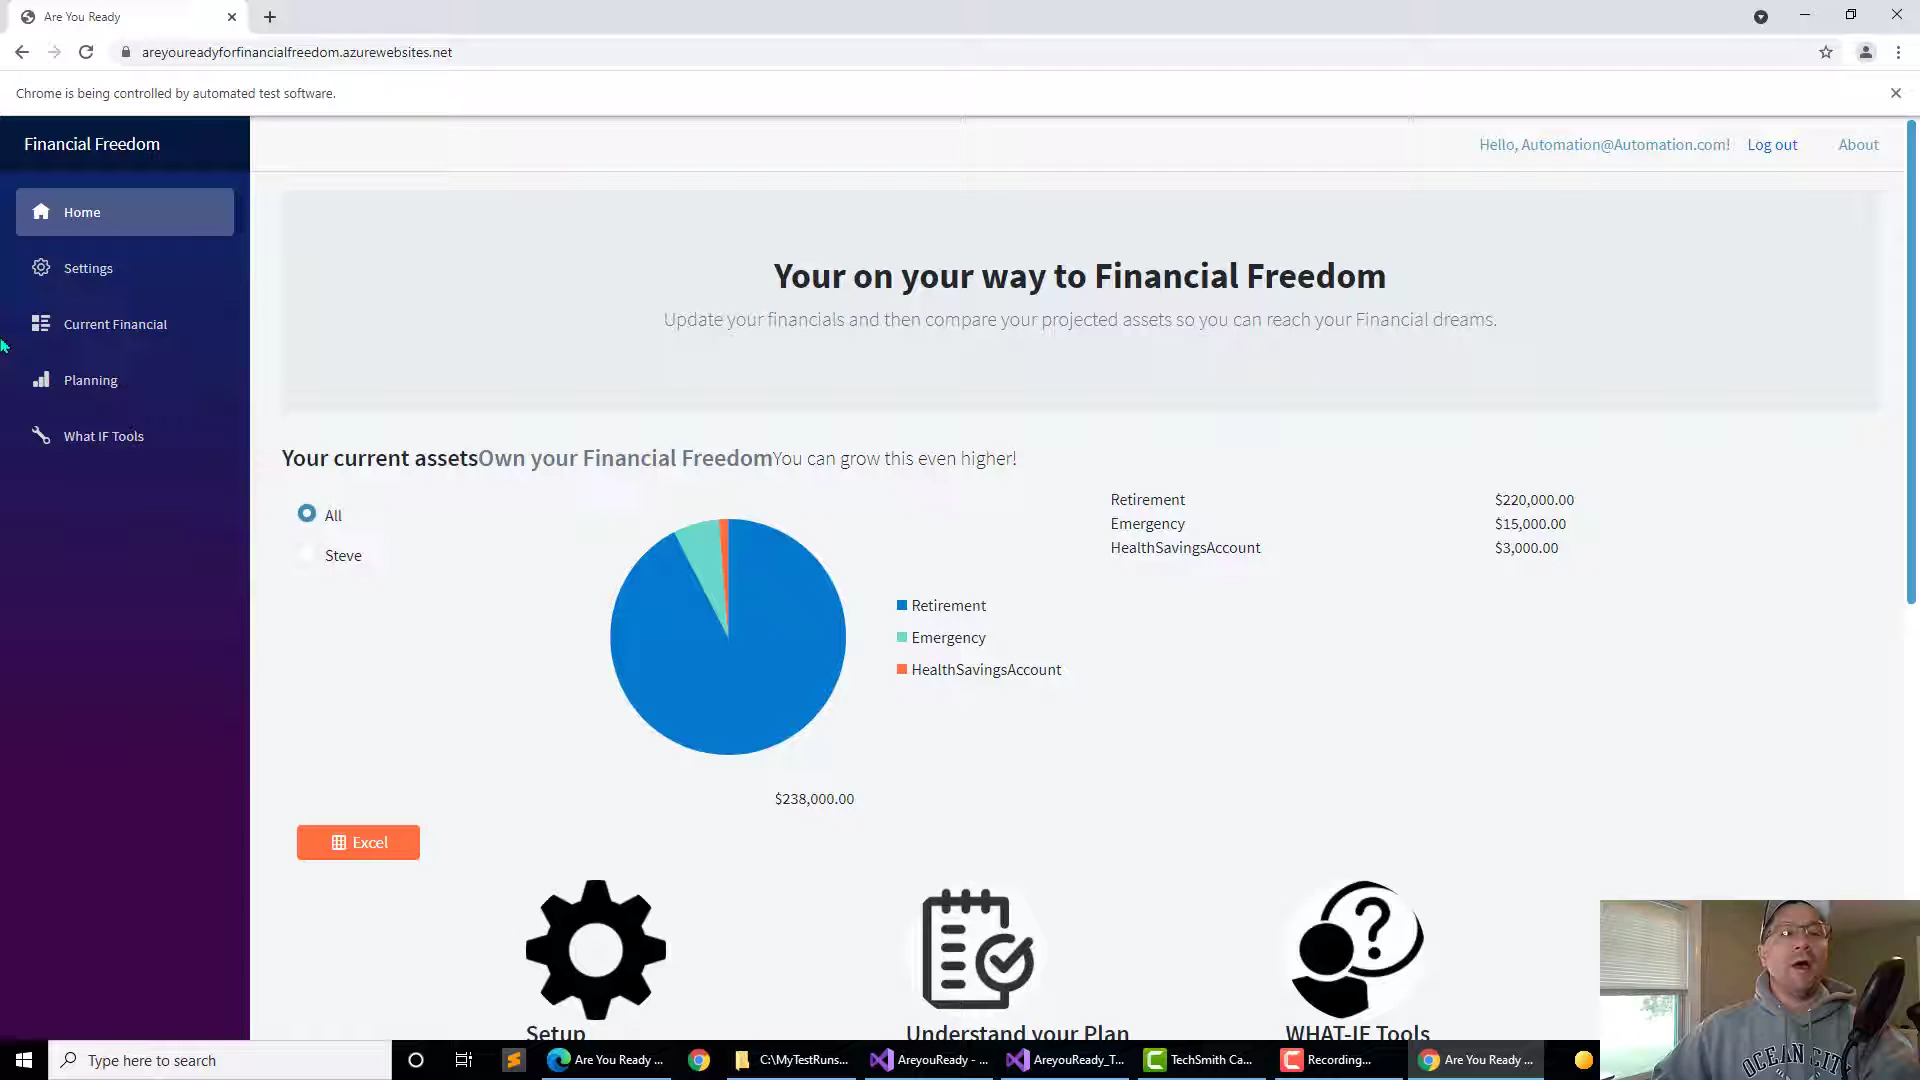 Are You Ready
areyoureadyforfinancialfreedom.azurewebsites.net
Chrome is being controlled by automated test software.
Financial Freedom
Hello, Automation@Automation.com! Log out About
Home
Settings
Current Financial
Planning
What IF Tools
Your on your way to Financial Freedom
Update your financials and then compare your projected assets so you can reach your Financial dreams.
Your current assetsOwn your Financial FreedomYou can grow this even higher!
All
Steve
Retirement $220,000.00
Emergency $15,000.00
HealthSavingsAccount $3,000.00
Retirement
Emergency
HealthSavingsAccount
$238,000.00
Excel
Setup
Understand your Plan
WHAT-IF Tools
OCEAN CITY
Type here to search
Are You Ready ...
C:\MyTestRuns...
AreyouReady - ...
AreyouReady_T...
TechSmith Ca...
Recording...
Are You Ready ...